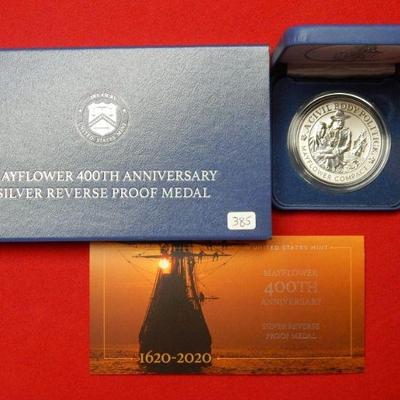 MAYFLOWER 400TH ANNIVERSARY
SILVER REVERSE PROOF MEDAL
385
A CIVIL BODY POLITICK
MAYFLOWER COMPACT
UNITED STATES MINT
MAYFLOWER
400TH
ANNIVERSARY
SILVER REVERSE
PROOF MEDAL
1620-2020